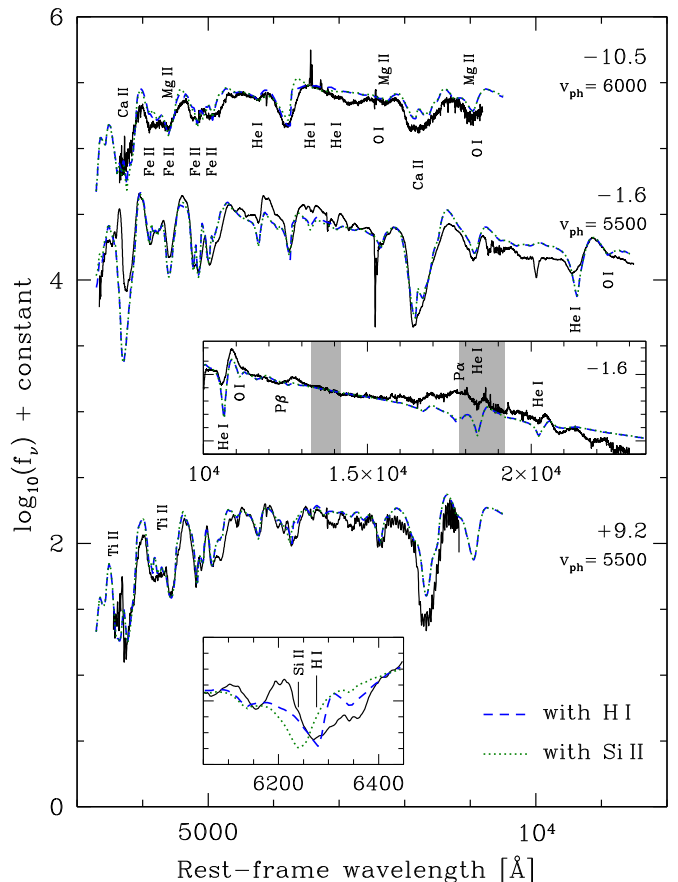 6
4
2
0
log₁₀(fᵥ) + constant
5000
10⁴
Rest-frame wavelength [Å]
−10.5
vph= 6000
Ca II
Fe II
Mg II
Fe II
Fe II
Fe II
He I
He I
He I
O I
Mg II
Ca II
Mg II
O I
−1.6
vph= 5500
He I
O I
−1.6
He I
O I
Pβ
Pα
He I
He I
10⁴
1.5×10⁴
2×10⁴
+9.2
vph= 5500
Ti II
Ti II
Si II
H I
6200
6400
with H I
with Si II